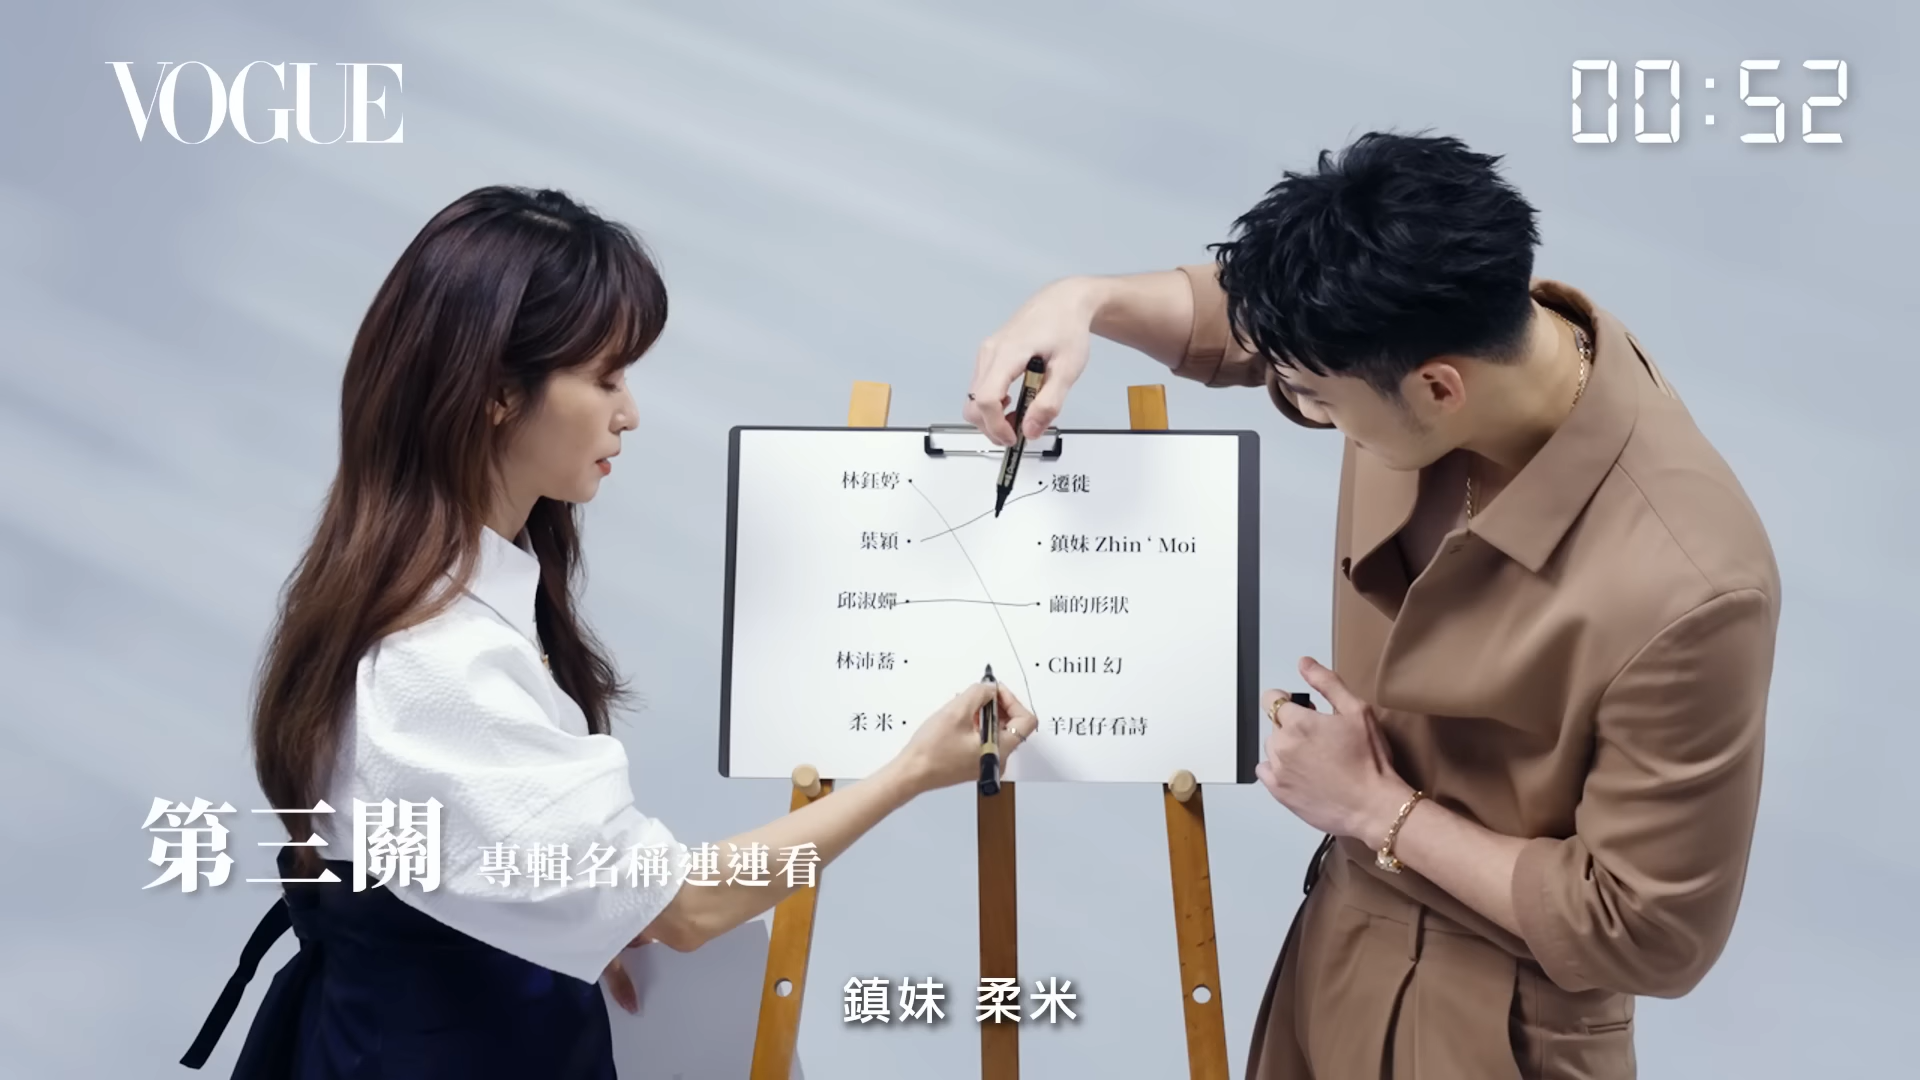 VOGUE
00:52
林鈺婷・ ・遷徙
葉穎・ ・鎮妹 Zhin‘Moi
邱淑蟬・ ・繭的形狀
林沛蕎・ ・Chill 幻
柔米・ 羊尾仔看詩
第三關 專輯名稱連連看
鎮妹 柔米